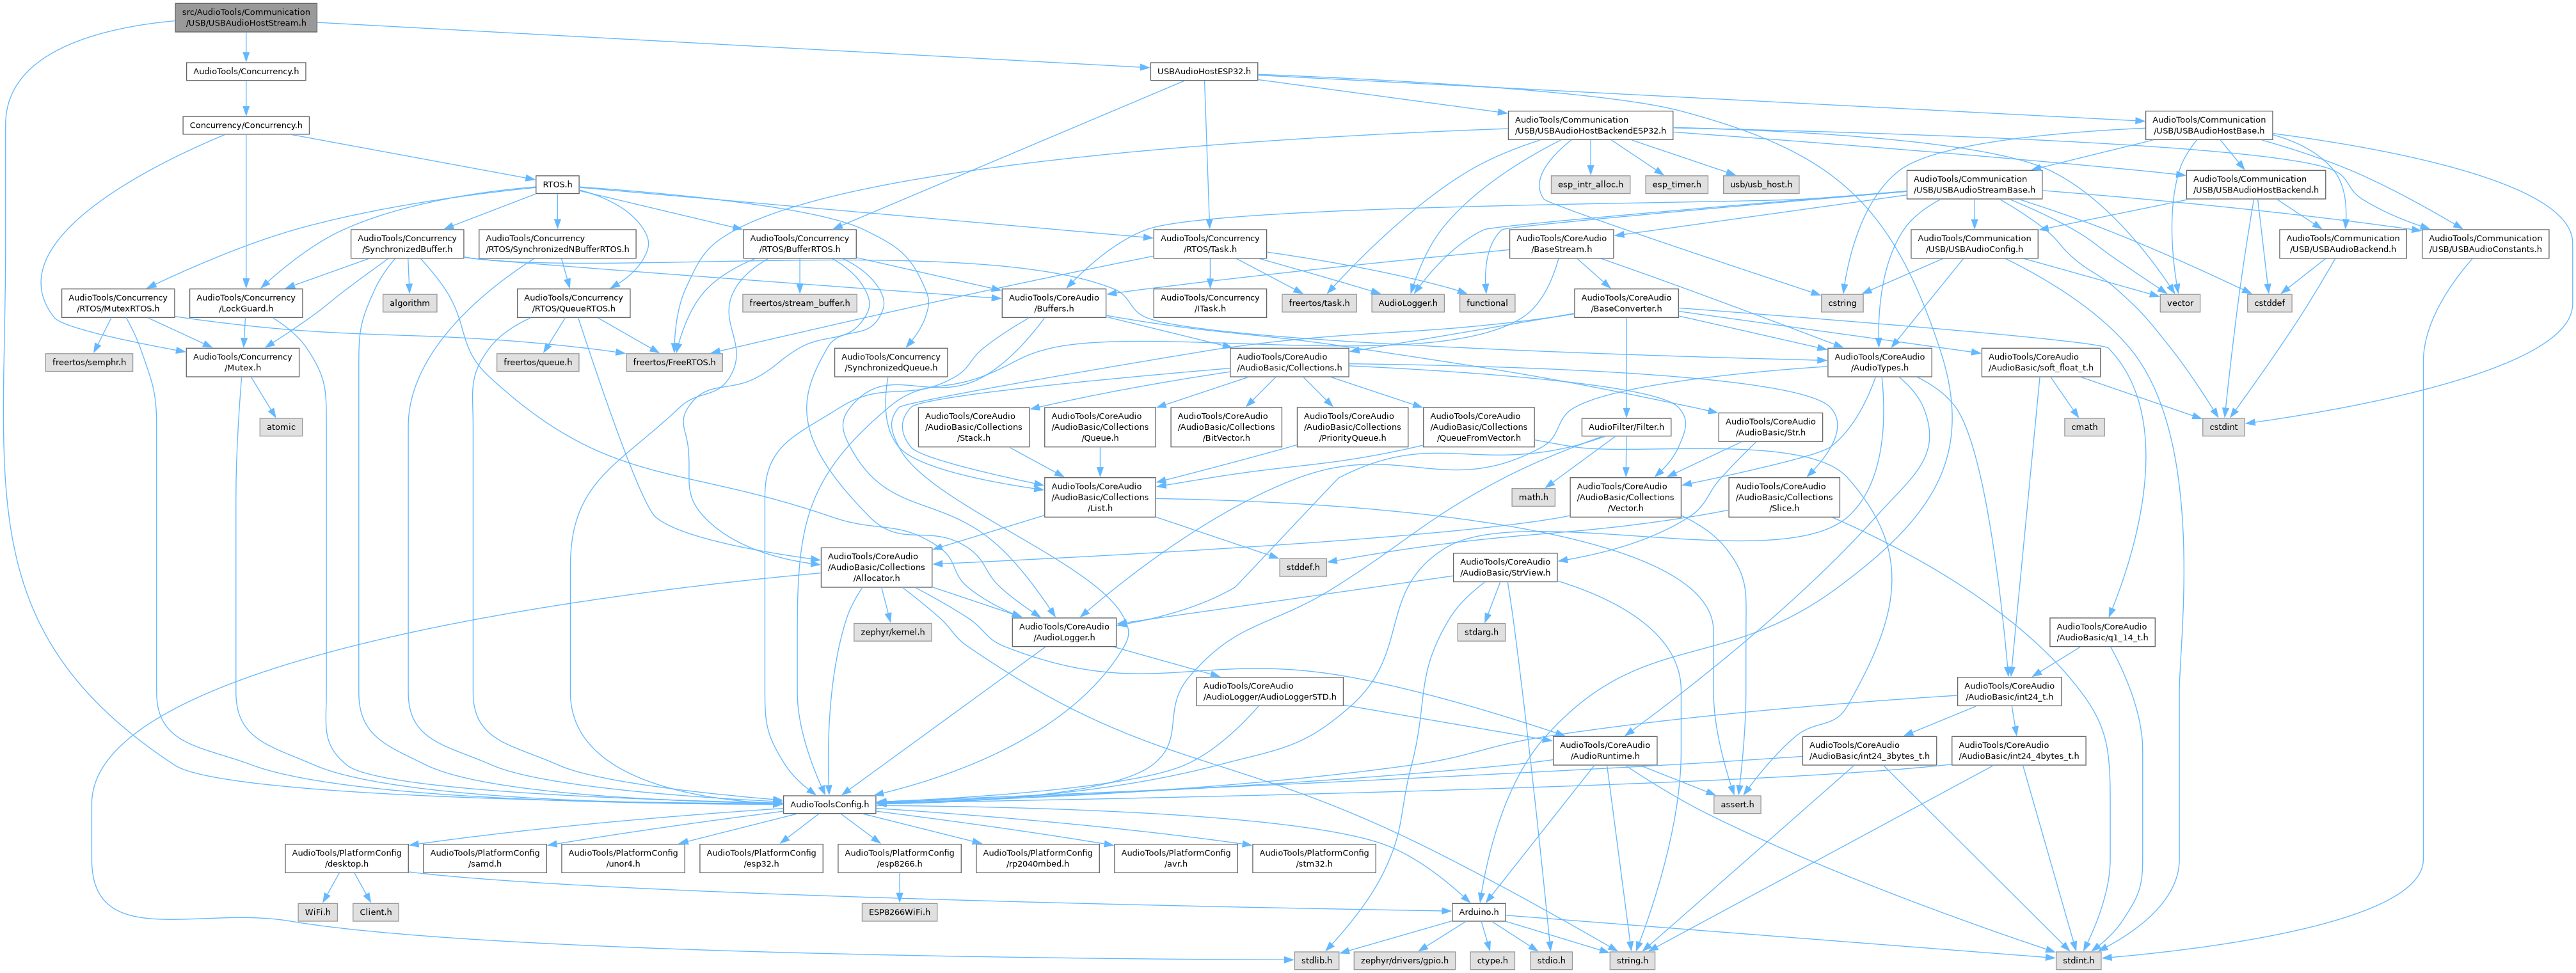 src/AudioTools/Communication
/USB/USBAudioHostStream.h
AudioTools/Concurrency.h
USBAudioHostESP32.h
Concurrency/Concurrency.h
AudioTools/Communication
/USB/USBAudioHostBackendESP32.h
AudioTools/Communication
/USB/USBAudioHostBase.h
RTOS.h
esp_intr_alloc.h
esp_timer.h
usb/usb_host.h
AudioTools/Communication
/USB/USBAudioStreamBase.h
AudioTools/Communication
/USB/USBAudioHostBackend.h
AudioTools/Concurrency
/SynchronizedBuffer.h
AudioTools/Concurrency
/RTOS/SynchronizedNBufferRTOS.h
AudioTools/Concurrency
/RTOS/BufferRTOS.h
AudioTools/Concurrency
/RTOS/Task.h
AudioTools/CoreAudio
/BaseStream.h
AudioTools/Communication
/USB/USBAudioConfig.h
AudioTools/Communication
/USB/USBAudioBackend.h
AudioTools/Communication
/USB/USBAudioConstants.h
AudioTools/Concurrency
/RTOS/MutexRTOS.h
AudioTools/Concurrency
/LockGuard.h
algorithm
AudioTools/Concurrency
/RTOS/QueueRTOS.h
freertos/stream_buffer.h
AudioTools/CoreAudio
/Buffers.h
AudioTools/Concurrency
/ITask.h
freertos/task.h
AudioLogger.h
functional
AudioTools/CoreAudio
/BaseConverter.h
cstring
vector
cstddef
freertos/semphr.h
AudioTools/Concurrency
/Mutex.h
freertos/queue.h
freertos/FreeRTOS.h
AudioTools/Concurrency
/SynchronizedQueue.h
AudioTools/CoreAudio
/AudioBasic/Collections.h
AudioTools/CoreAudio
/AudioTypes.h
AudioTools/CoreAudio
/AudioBasic/soft_float_t.h
atomic
AudioTools/CoreAudio
/AudioBasic/Collections
/Stack.h
AudioTools/CoreAudio
/AudioBasic/Collections
/Queue.h
AudioTools/CoreAudio
/AudioBasic/Collections
/BitVector.h
AudioTools/CoreAudio
/AudioBasic/Collections
/PriorityQueue.h
AudioTools/CoreAudio
/AudioBasic/Collections
/QueueFromVector.h
AudioFilter/Filter.h
AudioTools/CoreAudio
/AudioBasic/Str.h
cmath
cstdint
AudioTools/CoreAudio
/AudioBasic/Collections
/List.h
math.h
AudioTools/CoreAudio
/AudioBasic/Collections
/Vector.h
AudioTools/CoreAudio
/AudioBasic/Collections
/Slice.h
AudioTools/CoreAudio
/AudioBasic/Collections
/Allocator.h
stddef.h
AudioTools/CoreAudio
/AudioBasic/StrView.h
zephyr/kernel.h
AudioTools/CoreAudio
/AudioLogger.h
stdarg.h
AudioTools/CoreAudio
/AudioBasic/q1_14_t.h
AudioTools/CoreAudio
/AudioLogger/AudioLoggerSTD.h
AudioTools/CoreAudio
/AudioBasic/int24_t.h
AudioTools/CoreAudio
/AudioRuntime.h
AudioTools/CoreAudio
/AudioBasic/int24_3bytes_t.h
AudioTools/CoreAudio
/AudioBasic/int24_4bytes_t.h
AudioToolsConfig.h
assert.h
AudioTools/PlatformConfig
/desktop.h
AudioTools/PlatformConfig
/samd.h
AudioTools/PlatformConfig
/unor4.h
AudioTools/PlatformConfig
/esp32.h
AudioTools/PlatformConfig
/esp8266.h
AudioTools/PlatformConfig
/rp2040mbed.h
AudioTools/PlatformConfig
/avr.h
AudioTools/PlatformConfig
/stm32.h
WiFi.h
Client.h
ESP8266WiFi.h
Arduino.h
stdlib.h
zephyr/drivers/gpio.h
ctype.h
stdio.h
string.h
stdint.h